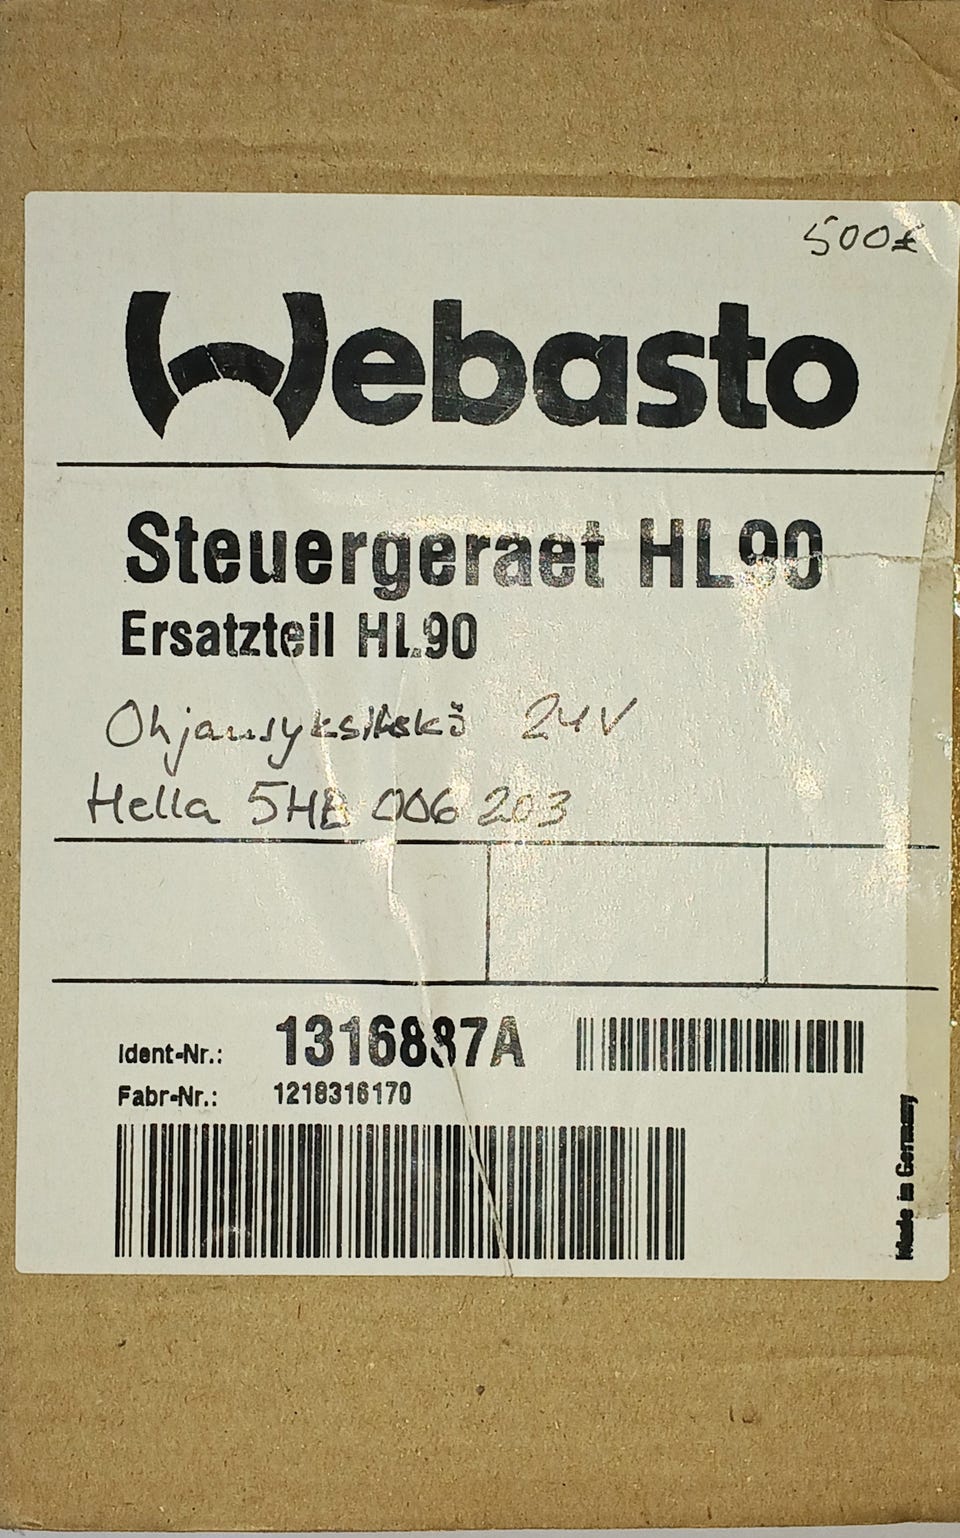 500€
Webasto
Steuergeraet HL90
Ersatzteil HL90
Ohjausyksikkö 24V
Hella 5HB 006 203
Ident-Nr.: 1316887A
Fabr-Nr.: 1218316170
Made in Germany